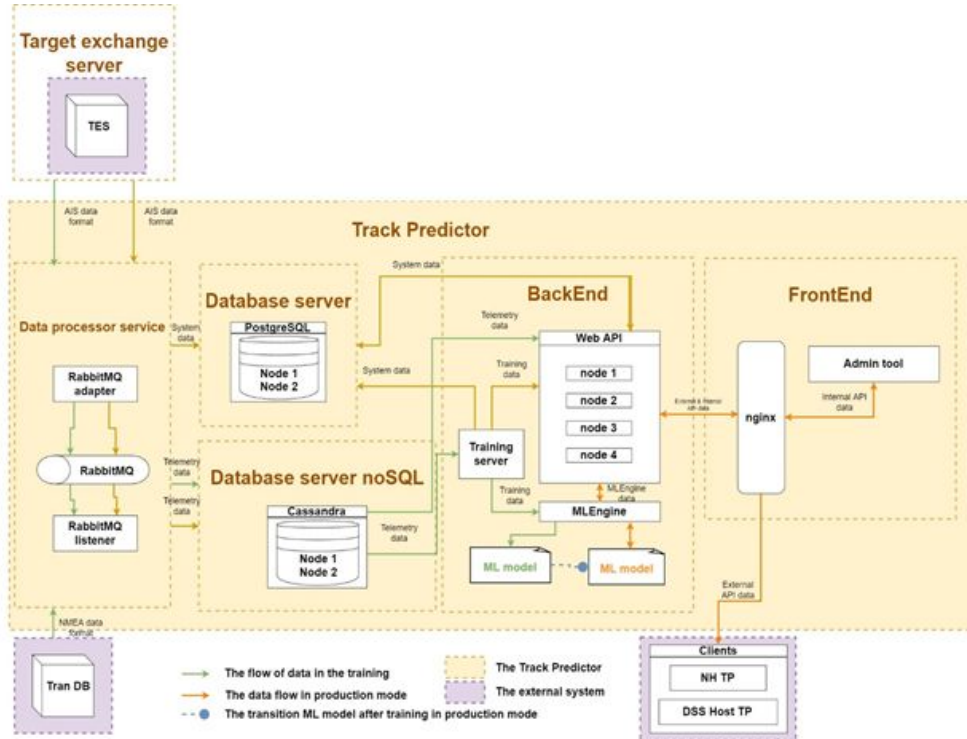 Target exchange
server
TES
AIS data
format
AIS data
format
Track Predictor
Data processor service
RabbitMQ
adapter
RabbitMQ
RabbitMQ
listener
System
data
Telemetry
data
Telemetry
data
NMEA data
format
Tran DB
Database server
PostgreSQL
Node 1
Node 2
Database server noSQL
Cassandra
Node 1
Node 2
System data
System data
Telemetry
data
BackEnd
Telemetry
data
Training
data
Training
server
Training
data
Web API
node 1
node 2
node 3
node 4
MLEngine
data
MLEngine
ML model
ML model
External & Internal
API data
FrontEnd
nginx
Admin tool
Internal API
data
External
API data
Clients
NH TP
DSS Host TP
The flow of data in the training
The data flow in production mode
The transition ML model after training in production mode
The Track Predictor
The external system